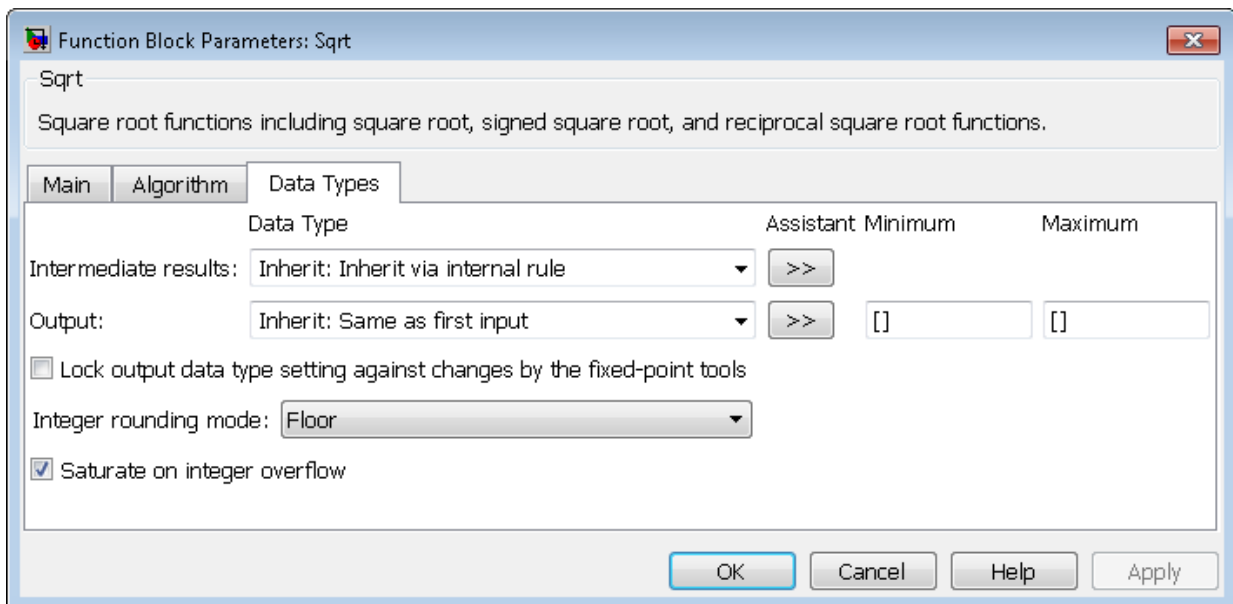 Function Block Parameters: Sqrt
Sqrt
Square root functions including square root, signed square root, and reciprocal square root functions.
Main Algorithm Data Types
Data Type Assistant Minimum Maximum
Intermediate results: Inherit: Inherit via internal rule >>
Output: Inherit: Same as first input >> [] []
Lock output data type setting against changes by the fixed-point tools
Integer rounding mode: Floor
Saturate on integer overflow
OK Cancel Help Apply